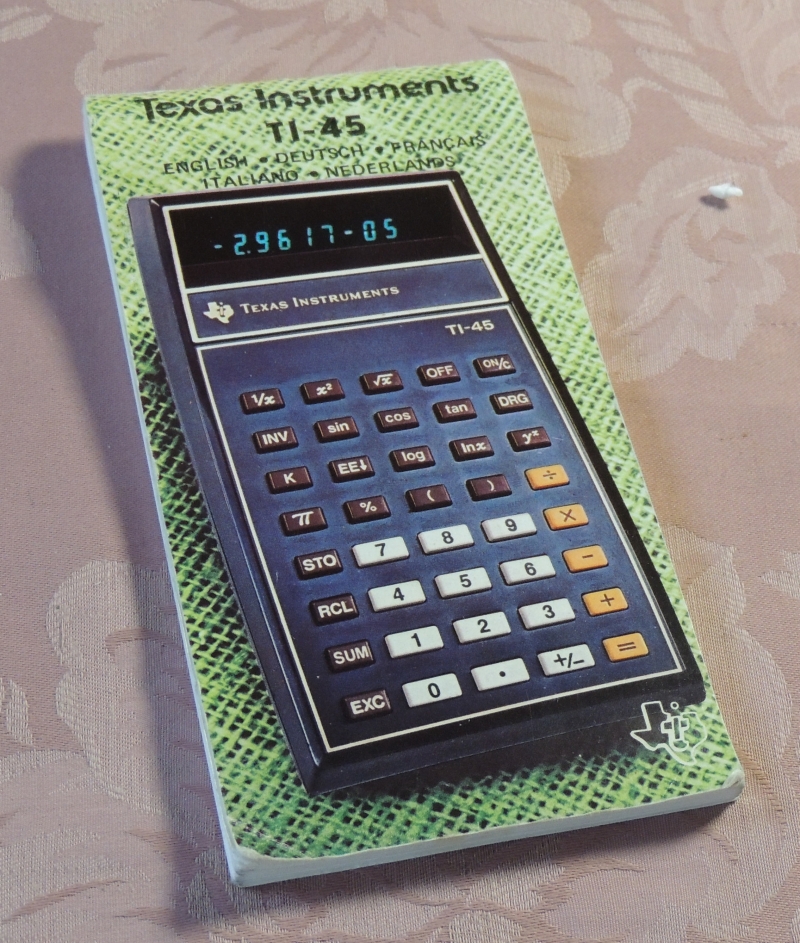 Texas Instruments
TI-45
ENGLISH • DEUTSCH • FRANÇAIS
ITALIANO • NEDERLANDS
-2.9617-05
TEXAS INSTRUMENTS
TI-45
1/x x² √x OFF ON/C
INV sin cos tan DRG
K EE↓ log lnx yˣ
π % ( ) ÷
STO 7 8 9 ×
RCL 4 5 6 −
SUM 1 2 3 +
EXC 0 . +/− =